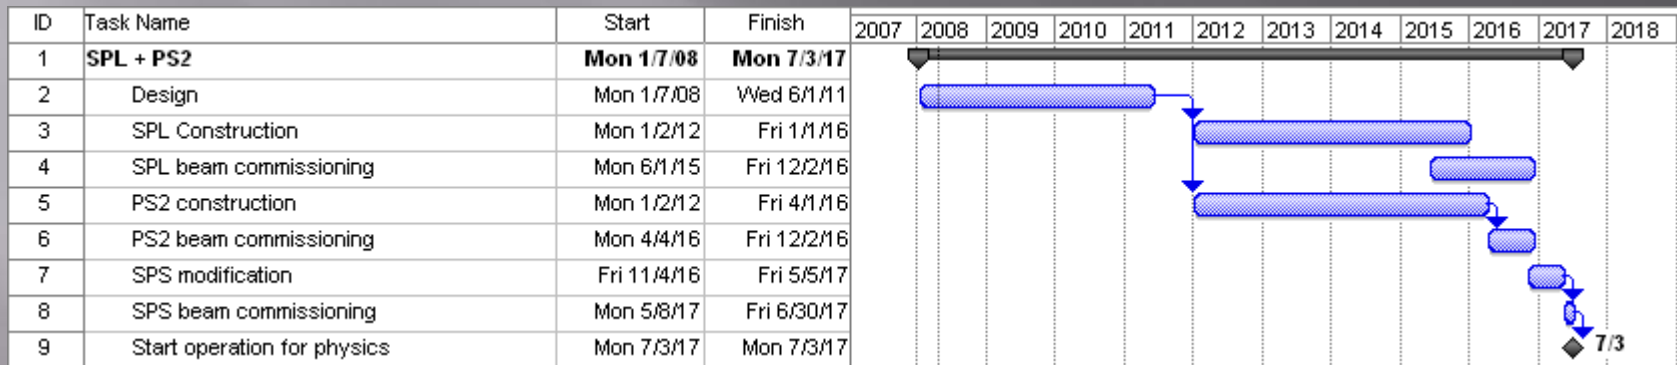 ID Task Name Start Finish 2007 2008 2009 2010 2011 2012 2013 2014 2015 2016 2017 2018
1 SPL + PS2 Mon 1/7/08 Mon 7/3/17
2 Design Mon 1/7/08 Wed 6/1/11
3 SPL Construction Mon 1/2/12 Fri 1/1/16
4 SPL beam commissioning Mon 6/1/15 Fri 12/2/16
5 PS2 construction Mon 1/2/12 Fri 4/1/16
6 PS2 beam commissioning Mon 4/4/16 Fri 12/2/16
7 SPS modification Fri 11/4/16 Fri 5/5/17
8 SPS beam commissioning Mon 5/8/17 Fri 6/30/17
9 Start operation for physics Mon 7/3/17 Mon 7/3/17 7/3